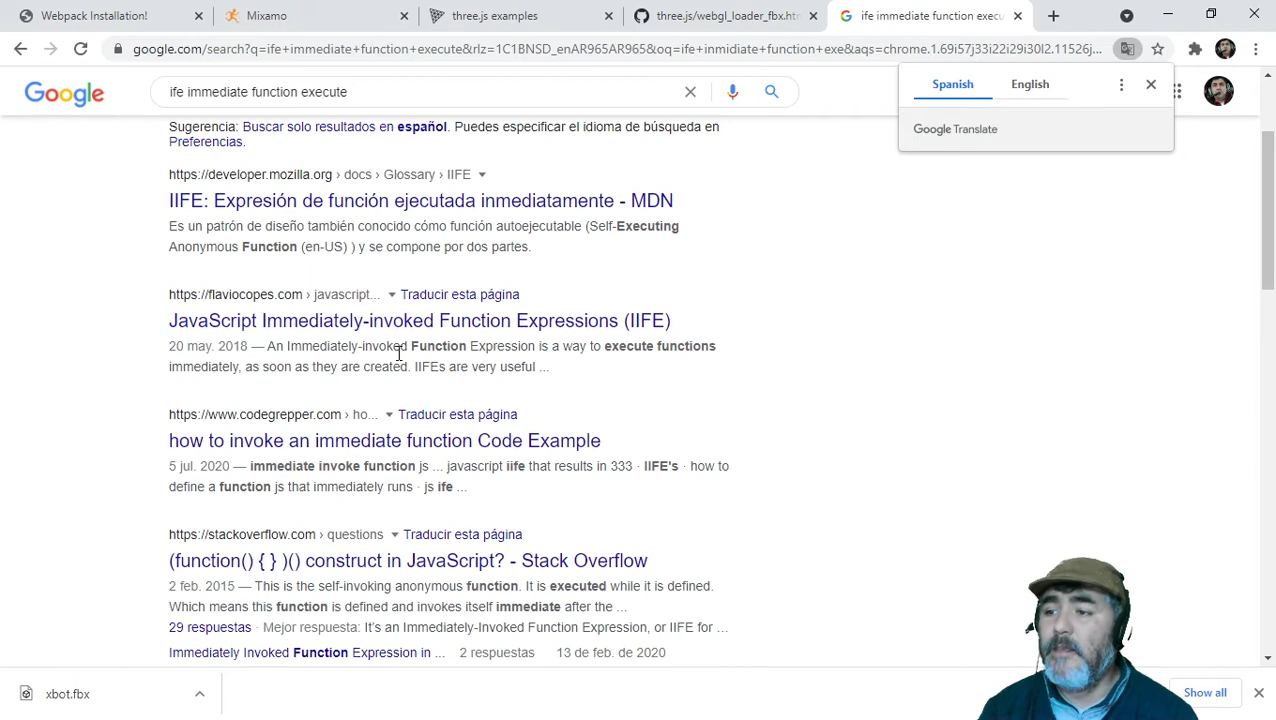 Webpack Installation!
Mixamo
three.js examples
three.js/webgl_loader_fbx.htm
ife immediate function execu
google.com/search?q=ife+immediate+function+execute&rlz=1C1BNSD_enAR965AR965&oq=ife+inmidiate+function+exe&aqs=chrome.1.69i57j33i22i29i30l2.11526j...
Google
ife immediate function execute
Spanish
English
Google Translate
Sugerencia: Buscar solo resultados en español. Puedes especificar el idioma de búsqueda en
Preferencias.
https://developer.mozilla.org › docs › Glossary › IIFE
IIFE: Expresión de función ejecutada inmediatamente - MDN
Es un patrón de diseño también conocido cómo función autoejecutable (Self-Executing
Anonymous Function (en-US) ) y se compone por dos partes.
https://flaviocopes.com › javascript... Traducir esta página
JavaScript Immediately-invoked Function Expressions (IIFE)
20 may. 2018 — An Immediately-invoked Function Expression is a way to execute functions
immediately, as soon as they are created. IIFEs are very useful ...
https://www.codegrepper.com › ho... Traducir esta página
how to invoke an immediate function Code Example
5 jul. 2020 — immediate invoke function js ... javascript iife that results in 333 · IIFE's · how to
define a function js that immediately runs · js ife ...
https://stackoverflow.com › questions Traducir esta página
(function() { } )() construct in JavaScript? - Stack Overflow
2 feb. 2015 — This is the self-invoking anonymous function. It is executed while it is defined.
Which means this function is defined and invokes itself immediate after the ...
29 respuestas · Mejor respuesta: It's an Immediately-Invoked Function Expression, or IIFE for ...
Immediately Invoked Function Expression in ... 2 respuestas 13 de feb. de 2020
xbot.fbx
Show all